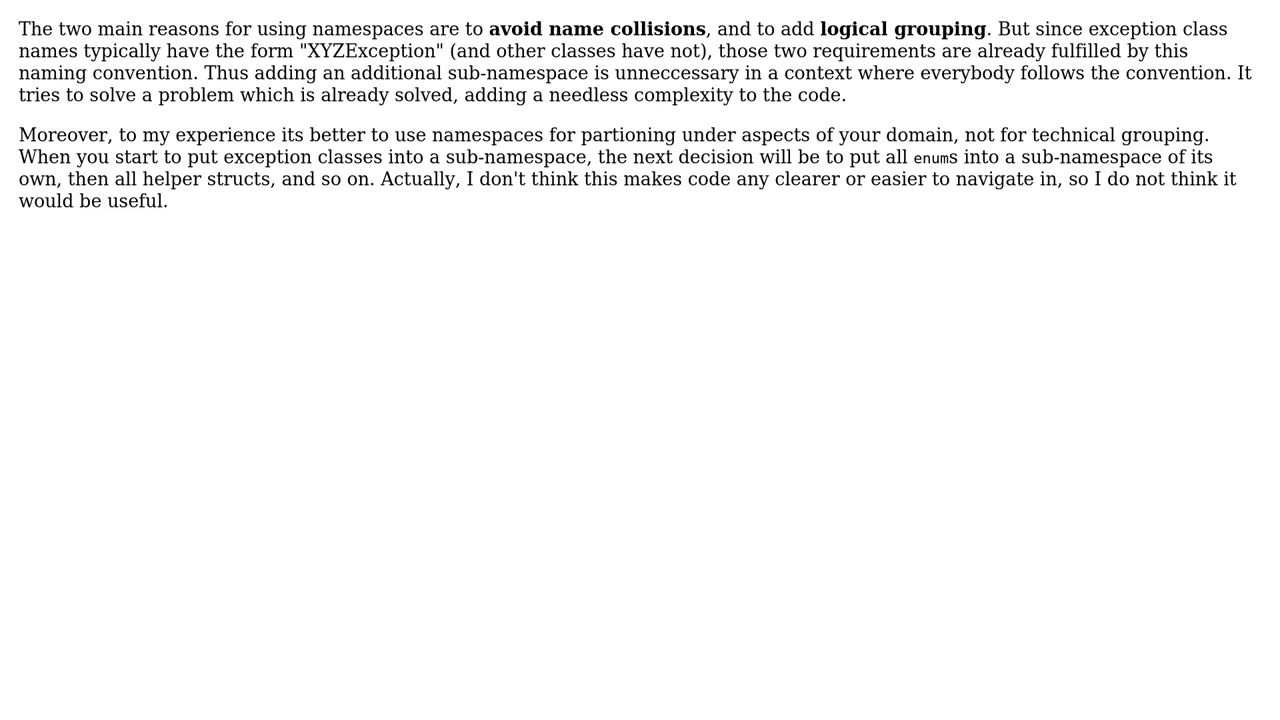 The two main reasons for using namespaces are to avoid name collisions, and to add logical grouping. But since exception class
names typically have the form "XYZException" (and other classes have not), those two requirements are already fulfilled by this
naming convention. Thus adding an additional sub-namespace is unneccessary in a context where everybody follows the convention. It
tries to solve a problem which is already solved, adding a needless complexity to the code.
Moreover, to my experience its better to use namespaces for partioning under aspects of your domain, not for technical grouping.
When you start to put exception classes into a sub-namespace, the next decision will be to put all enums into a sub-namespace of its
own, then all helper structs, and so on. Actually, I don't think this makes code any clearer or easier to navigate in, so I do not think it
would be useful.